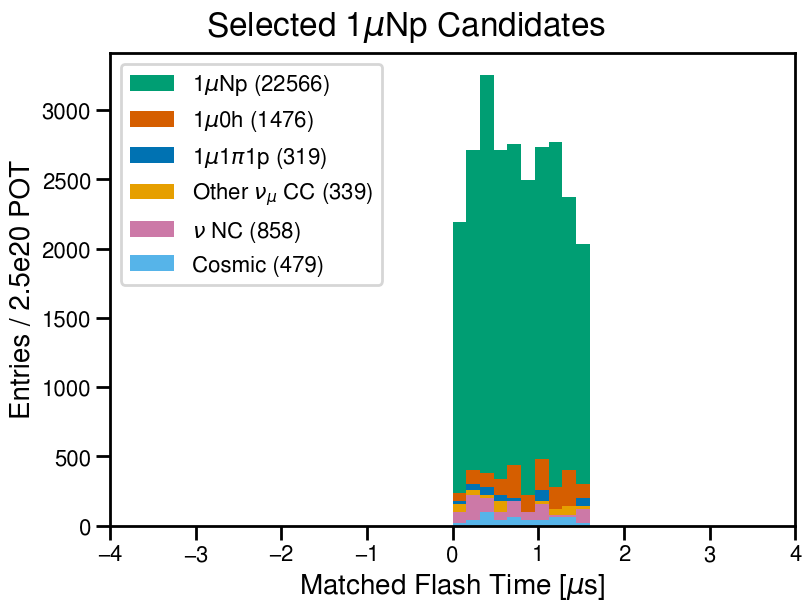 Selected 1μNp Candidates
1μNp (22566)
1μ0h (1476)
1μ1π1p (319)
Other νμ CC (339)
ν NC (858)
Cosmic (479)
Entries / 2.5e20 POT
3000
2500
2000
1500
1000
500
0
−4
−3
−2
−1
0
1
2
3
4
Matched Flash Time [μs]